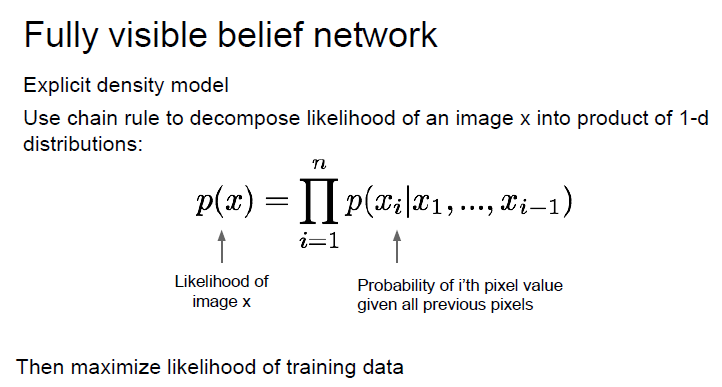 Fully visible belief network
Explicit density model
Use chain rule to decompose likelihood of an image x into product of 1-d
distributions:
p(x) = ∏_{i=1}^{n} p(x_i|x_1, ..., x_{i−1})
Likelihood of
image x
Probability of i'th pixel value
given all previous pixels
Then maximize likelihood of training data